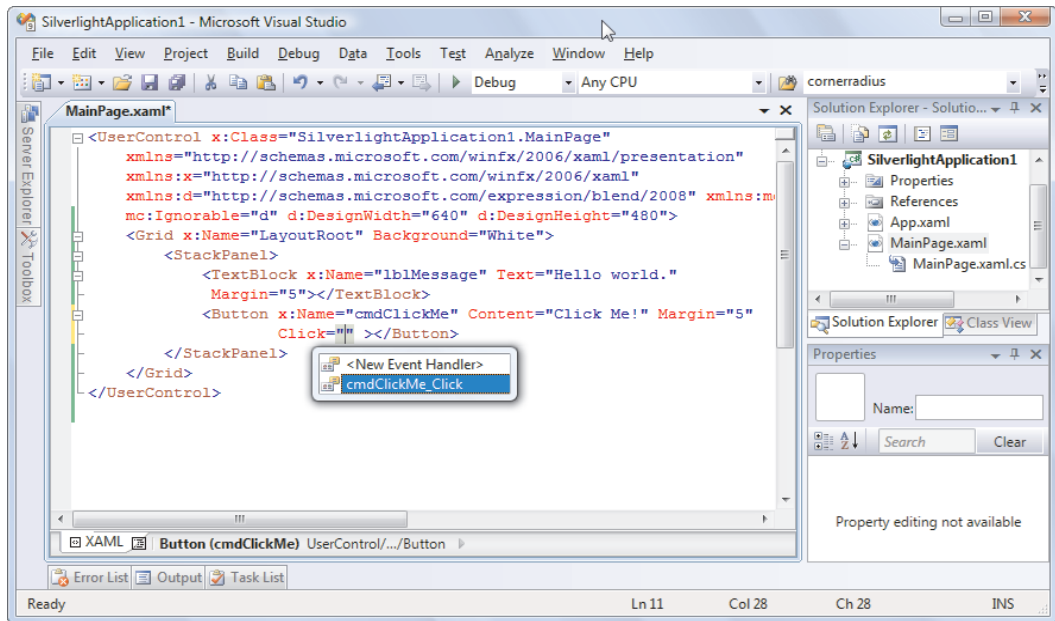 SilverlightApplication1 - Microsoft Visual Studio
File Edit View Project Build Debug Data Tools Test Analyze Window Help
Debug Any CPU cornerradius
Server Explorer
Toolbox
MainPage.xaml*
<UserControl x:Class="SilverlightApplication1.MainPage"
xmlns="http://schemas.microsoft.com/winfx/2006/xaml/presentation"
xmlns:x="http://schemas.microsoft.com/winfx/2006/xaml"
xmlns:d="http://schemas.microsoft.com/expression/blend/2008" xmlns:m
mc:Ignorable="d" d:DesignWidth="640" d:DesignHeight="480">
<Grid x:Name="LayoutRoot" Background="White">
<StackPanel>
<TextBlock x:Name="lblMessage" Text="Hello world."
Margin="5"></TextBlock>
<Button x:Name="cmdClickMe" Content="Click Me!" Margin="5"
Click="" ></Button>
</StackPanel>
</Grid>
</UserControl>
<New Event Handler>
cmdClickMe_Click
XAML Button (cmdClickMe) UserControl/.../Button
Solution Explorer - Solutio...
SilverlightApplication1
Properties
References
App.xaml
MainPage.xaml
MainPage.xaml.cs
Solution Explorer Class View
Properties
Name:
Search Clear
Property editing not available
Error List Output Task List
Ready Ln 11 Col 28 Ch 28 INS